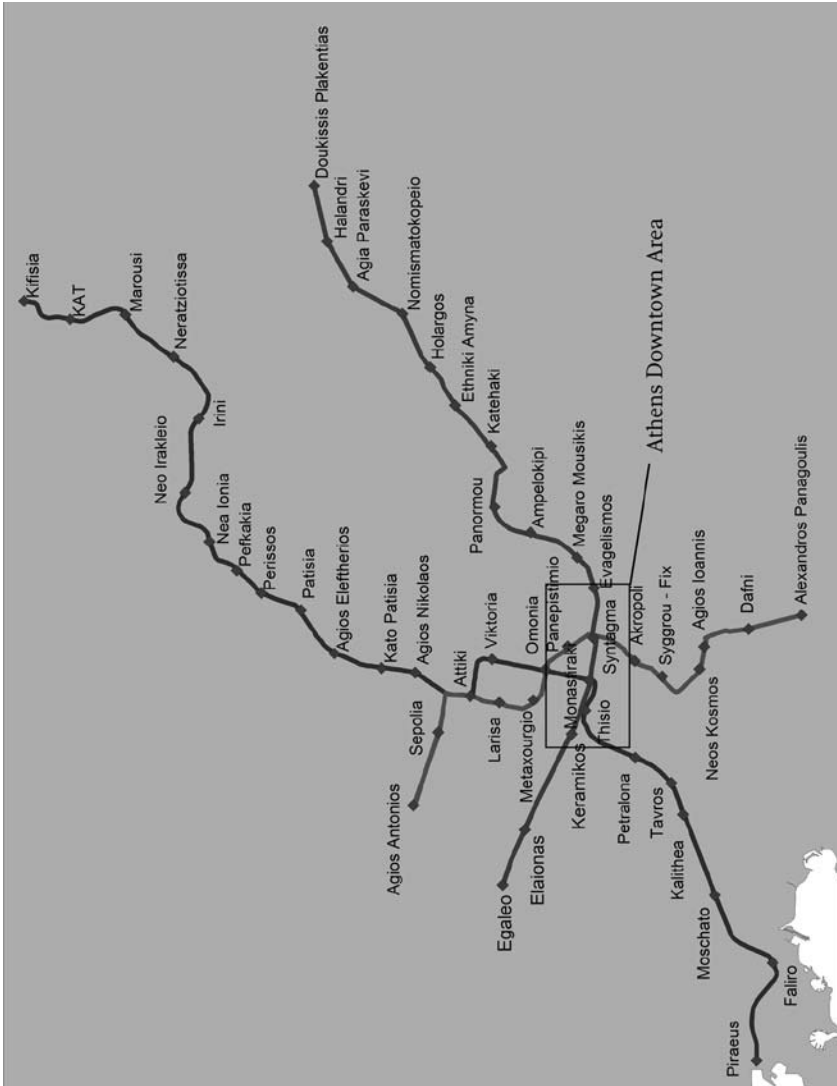 Kifisia
KAT
Marousi
Neratziotissa
Irini
Neo Irakleio
Nea Ionia
Pefkakia
Perissos
Patisia
Agios Eleftherios
Kato Patisia
Agios Nikolaos
Attiki
Viktoria
Omonia
Monashraki
Thisio
Petralona
Tavros
Kalithea
Moschato
Faliro
Piraeus
Doukissis Plakentias
Halandri
Agia Paraskevi
Nomismatokopeio
Holargos
Ethniki Amyna
Katehaki
Panormou
Ampelokipi
Megaro Mousikis
Evagelismos
Syntagma
Keramikos
Elaionas
Egaleo
Agios Antonios
Sepolia
Larisa
Metaxourgio
Panepistimio
Akropoli
Syggrou - Fix
Neos Kosmos
Agios Ioannis
Dafni
Alexandros Panagoulis
Athens Downtown Area